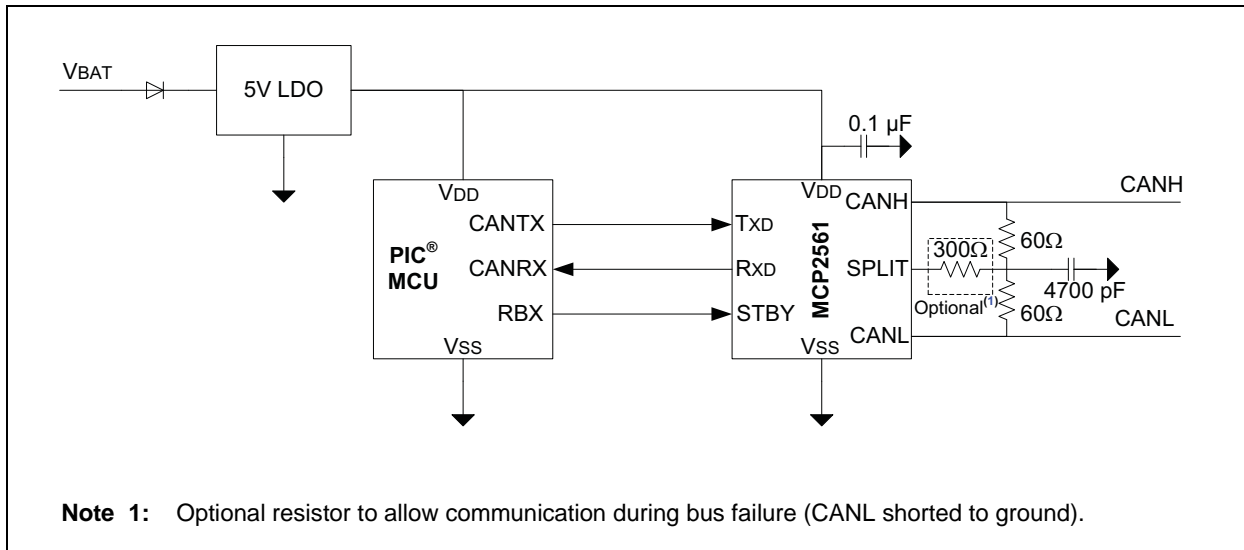 VBAT
5V LDO
0.1 µF
VDD
CANTX
CANRX
RBX
VSS
PIC®
MCU
VDD
TXD
RXD
STBY
VSS
MCP2561
CANH
SPLIT
CANL
CANH
60Ω
300Ω
Optional(1)
4700 pF
60Ω
CANL
Note 1: Optional resistor to allow communication during bus failure (CANL shorted to ground).